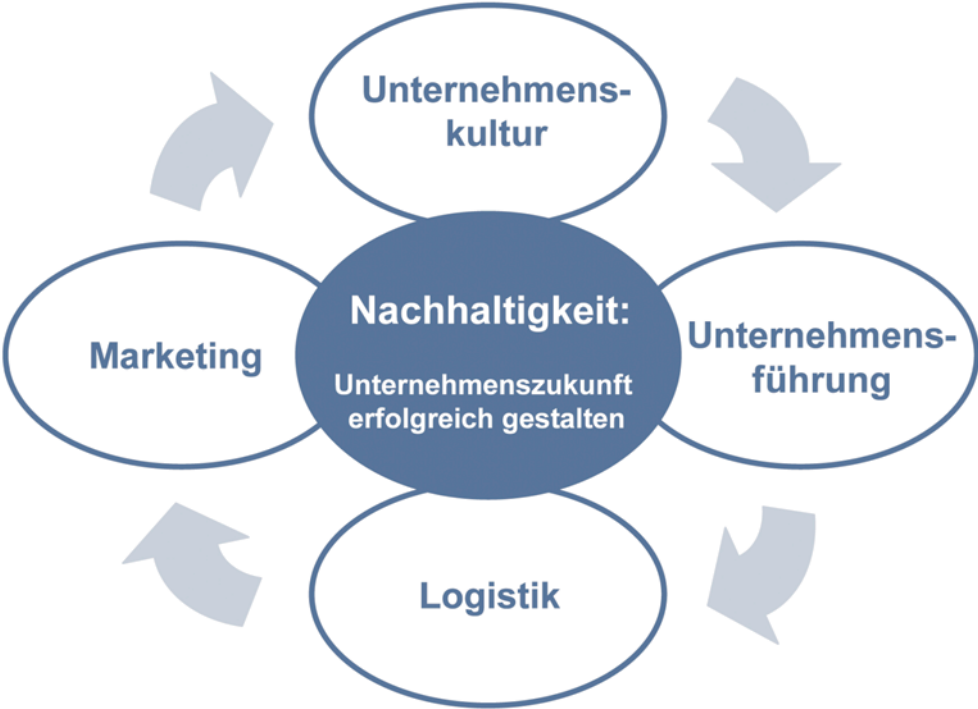 Unternehmens-
kultur
Nachhaltigkeit:
Unternehmenszukunft
erfolgreich gestalten
Marketing
Unternehmens-
führung
Logistik